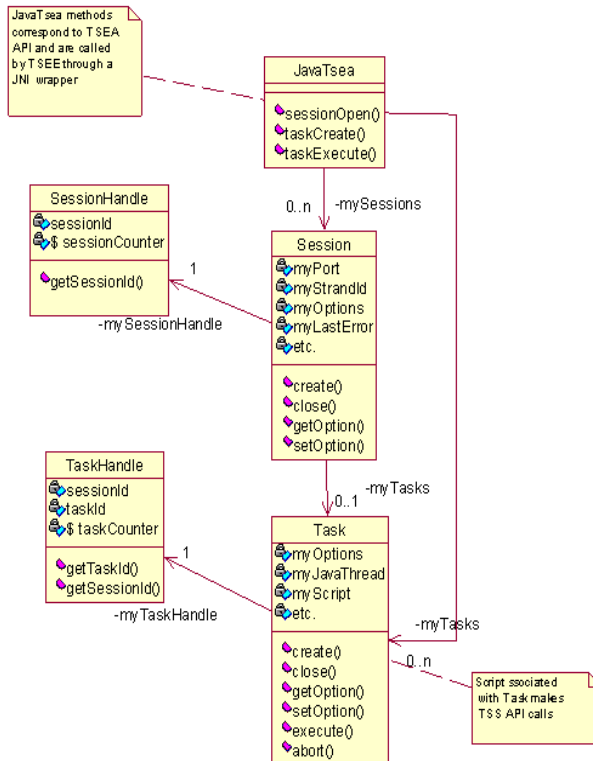 JavaTsea methods
correspond to TSEA
API and are called
by TSEE through a
JNI wrapper
JavaTsea
sessionOpen()
taskCreate()
taskExecute()
0..n
-mySessions
SessionHandle
sessionId
$ sessionCounter
getSessionId()
1
-mySessionHandle
Session
myPort
myStrandId
myOptions
myLastError
etc.
create()
close()
getOption()
setOption()
-myTasks
0..1
TaskHandle
sessionId
taskId
$ taskCounter
getTaskId()
getSessionId()
1
-myTaskHandle
Task
myOptions
myJavaThread
myScript
etc.
create()
close()
getOption()
setOption()
execute()
abort()
-myTasks
0..n
Script ssociated
with Task makes
TSS API calls